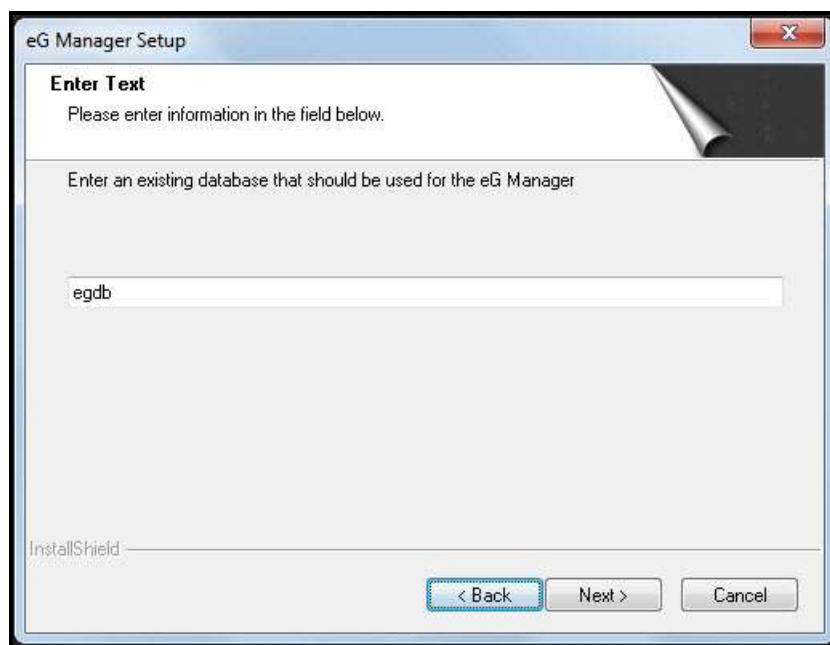 eG Manager Setup
Enter Text
Please enter information in the field below.
Enter an existing database that should be used for the eG Manager
egdb
InstallShield
< Back Next > Cancel